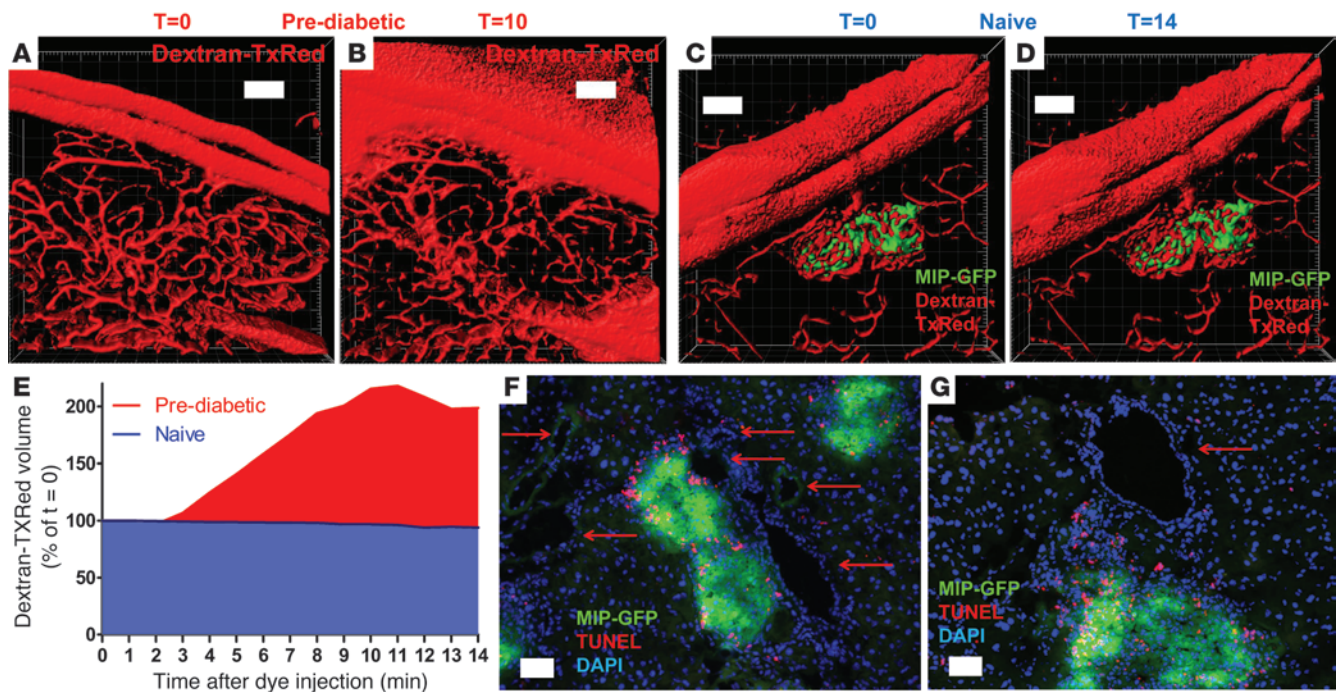 T=0 Pre-diabetic T=10 T=0 Naive T=14
A
Dextran-TxRed
B
Dextran-TxRed
C
MIP-GFP
Dextran-
TxRed
D
MIP-GFP
Dextran-
TxRed
E
Dextran-TXRed volume
(% of t = 0)
200
150
100
50
0
Pre-diabetic
Naive
0 1 2 3 4 5 6 7 8 9 10 11 12 13 14
Time after dye injection (min)
F
MIP-GFP
TUNEL
DAPI
G
MIP-GFP
TUNEL
DAPI